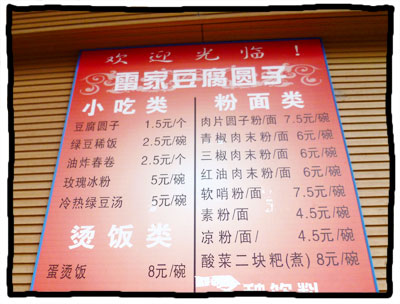 欢迎光临！
雷家豆腐圆子
小吃类
豆腐圆子 1.5元/个
绿豆稀饭 2.5元/碗
油炸春卷 2.5元/个
玫瑰冰粉 5元/碗
冷热绿豆汤 5元/碗
烫饭类
蛋烫饭 8元/碗
粉面类
肉片圆子粉/面 7.5元/碗
青椒肉末粉/面 6元/碗
三椒肉末粉/面 6元/碗
红油肉末粉/面 6元/碗
软哨粉/面 7.5元/碗
素粉/面 4.5元/碗
凉粉/面/ 4.5元/碗
酸菜二块粑(煮) 8元/碗